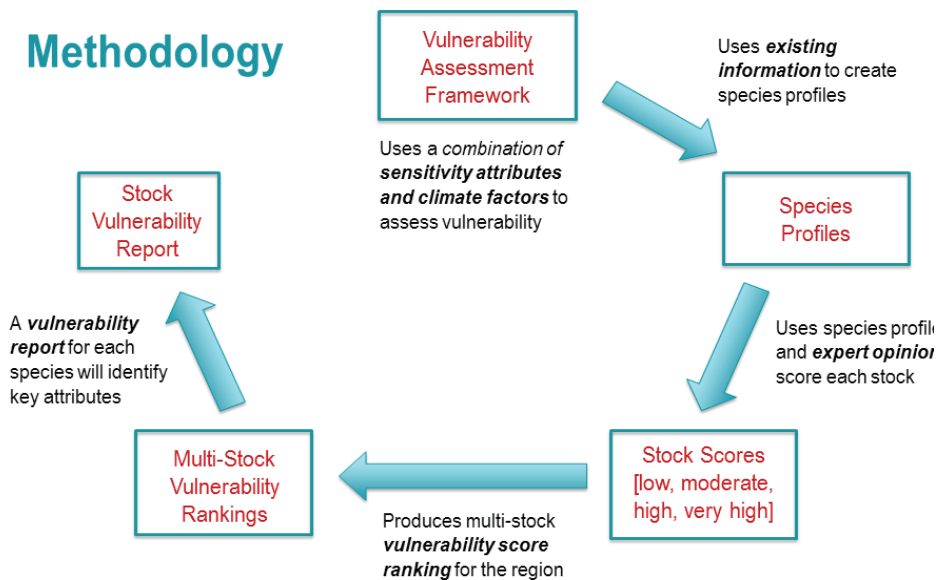 Methodology
Vulnerability
Assessment
Framework
Uses a combination of
sensitivity attributes
and climate factors to
assess vulnerability
Uses existing
information to create
species profiles
Species
Profiles
Uses species profile
and expert opinion
score each stock
Stock Scores
[low, moderate,
high, very high]
Produces multi-stock
vulnerability score
ranking for the region
Multi-Stock
Vulnerability
Rankings
A vulnerability
report for each
species will identify
key attributes
Stock
Vulnerability
Report